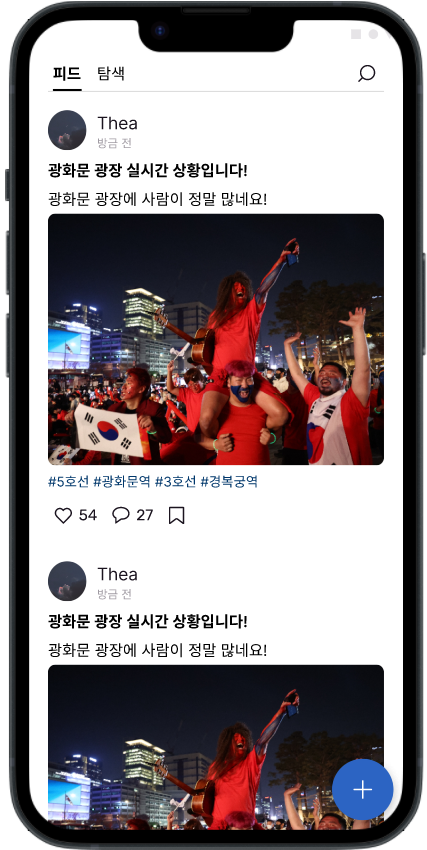 피드 탐색
Thea
방금 전
광화문 광장 실시간 상황입니다!
광화문 광장에 사람이 정말 많네요!
#5호선 #광화문역 #3호선 #경복궁역
54 27
Thea
방금 전
광화문 광장 실시간 상황입니다!
광화문 광장에 사람이 정말 많네요!